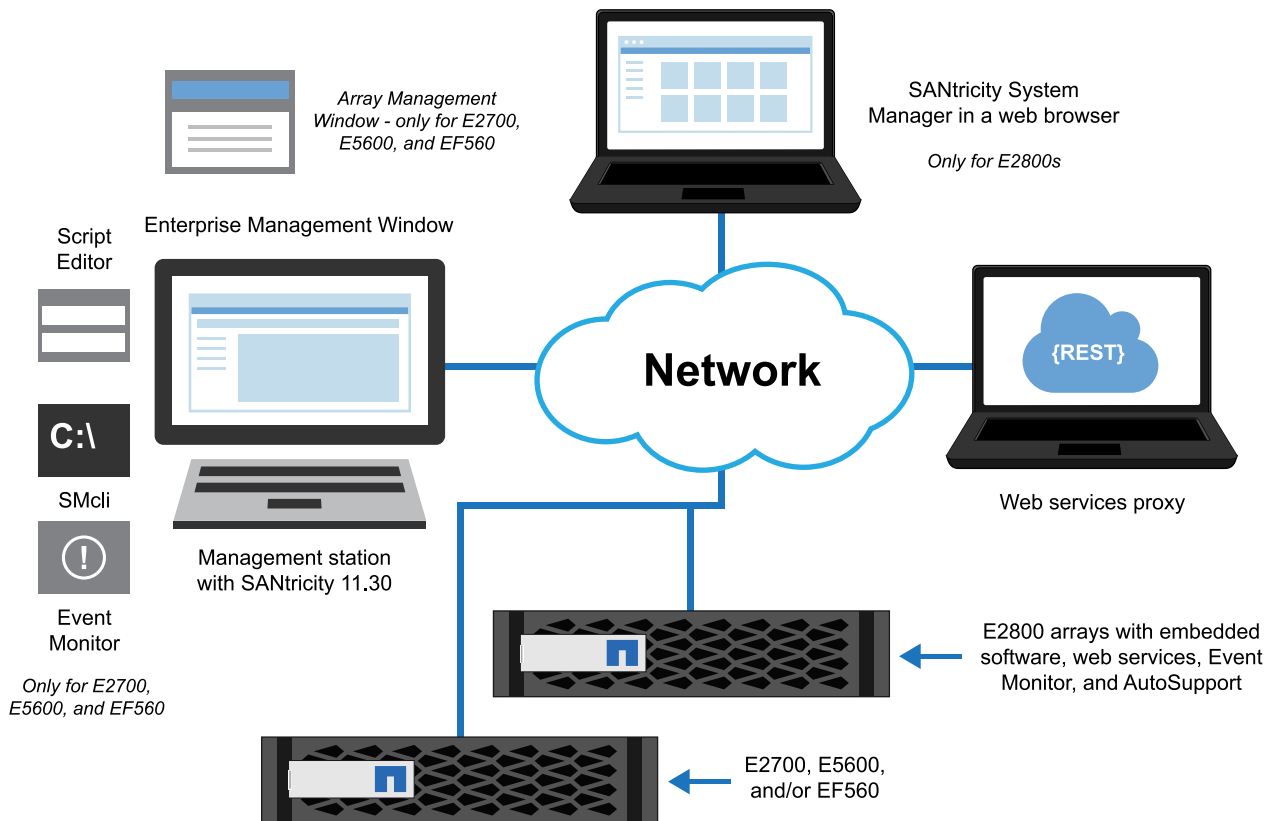 Array Management
Window - only for E2700,
E5600, and EF560
SANtricity System
Manager in a web browser
Only for E2800s
Enterprise Management Window
Script
Editor
C:\
SMcli
!
Event
Monitor
Only for E2700,
E5600, and EF560
Management station
with SANtricity 11.30
Network
{REST}
Web services proxy
E2800 arrays with embedded
software, web services, Event
Monitor, and AutoSupport
E2700, E5600,
and/or EF560